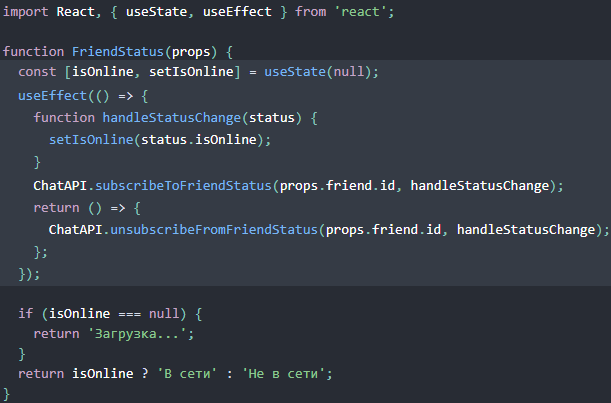 import React, { useState, useEffect } from 'react';

function FriendStatus(props) {
  const [isOnline, setIsOnline] = useState(null);
  useEffect(() => {
    function handleStatusChange(status) {
      setIsOnline(status.isOnline);
    }
    ChatAPI.subscribeToFriendStatus(props.friend.id, handleStatusChange);
    return () => {
      ChatAPI.unsubscribeFromFriendStatus(props.friend.id, handleStatusChange);
    };
  });

  if (isOnline === null) {
    return 'Загрузка...';
  }
  return isOnline ? 'В сети' : 'Не в сети';
}